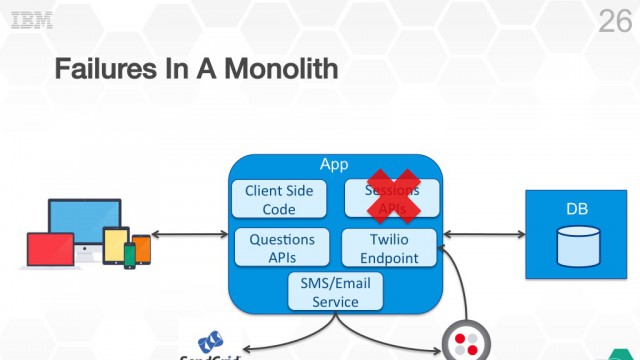 IBM
26
Failures In A Monolith
App
Client Side
Code
Sessions
APIs
Questions
APIs
Twilio
Endpoint
SMS/Email
Service
DB
SendGrid